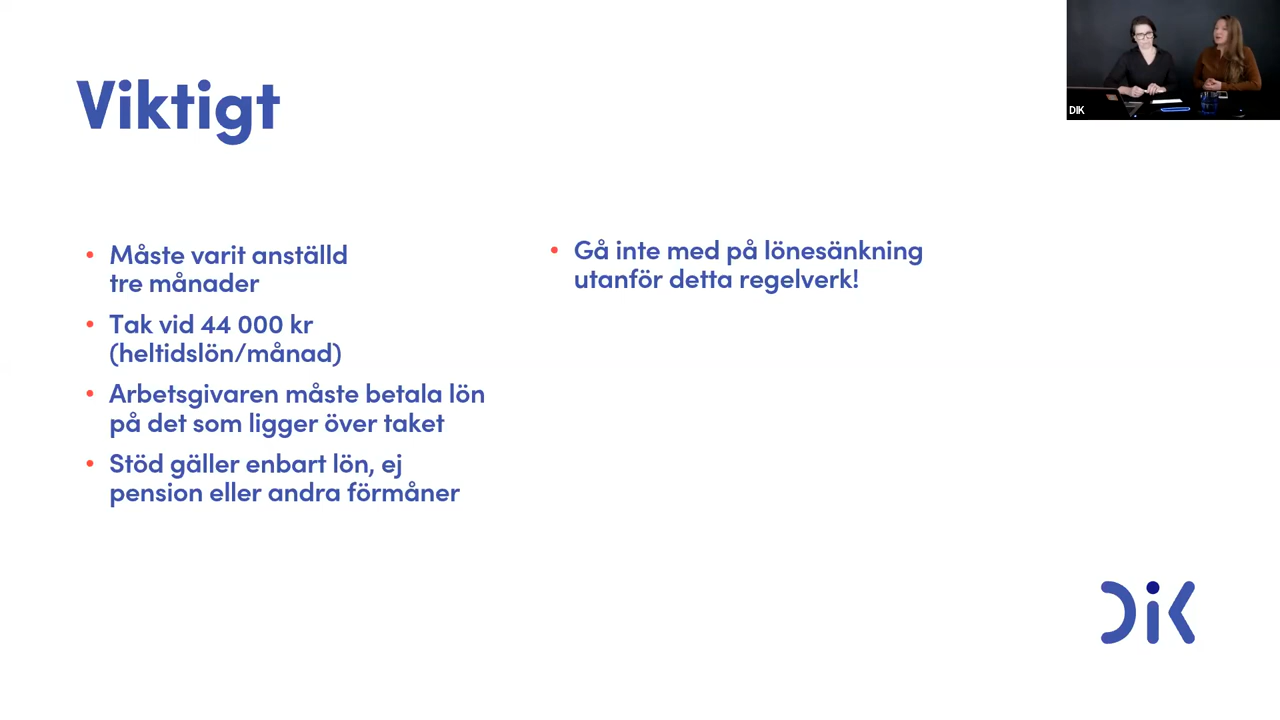 Viktigt
Måste varit anställd
tre månader
Tak vid 44 000 kr
(heltidslön/månad)
Arbetsgivaren måste betala lön
på det som ligger över taket
Stöd gäller enbart lön, ej
pension eller andra förmåner
Gå inte med på lönesänkning
utanför detta regelverk!
DIK
DiK